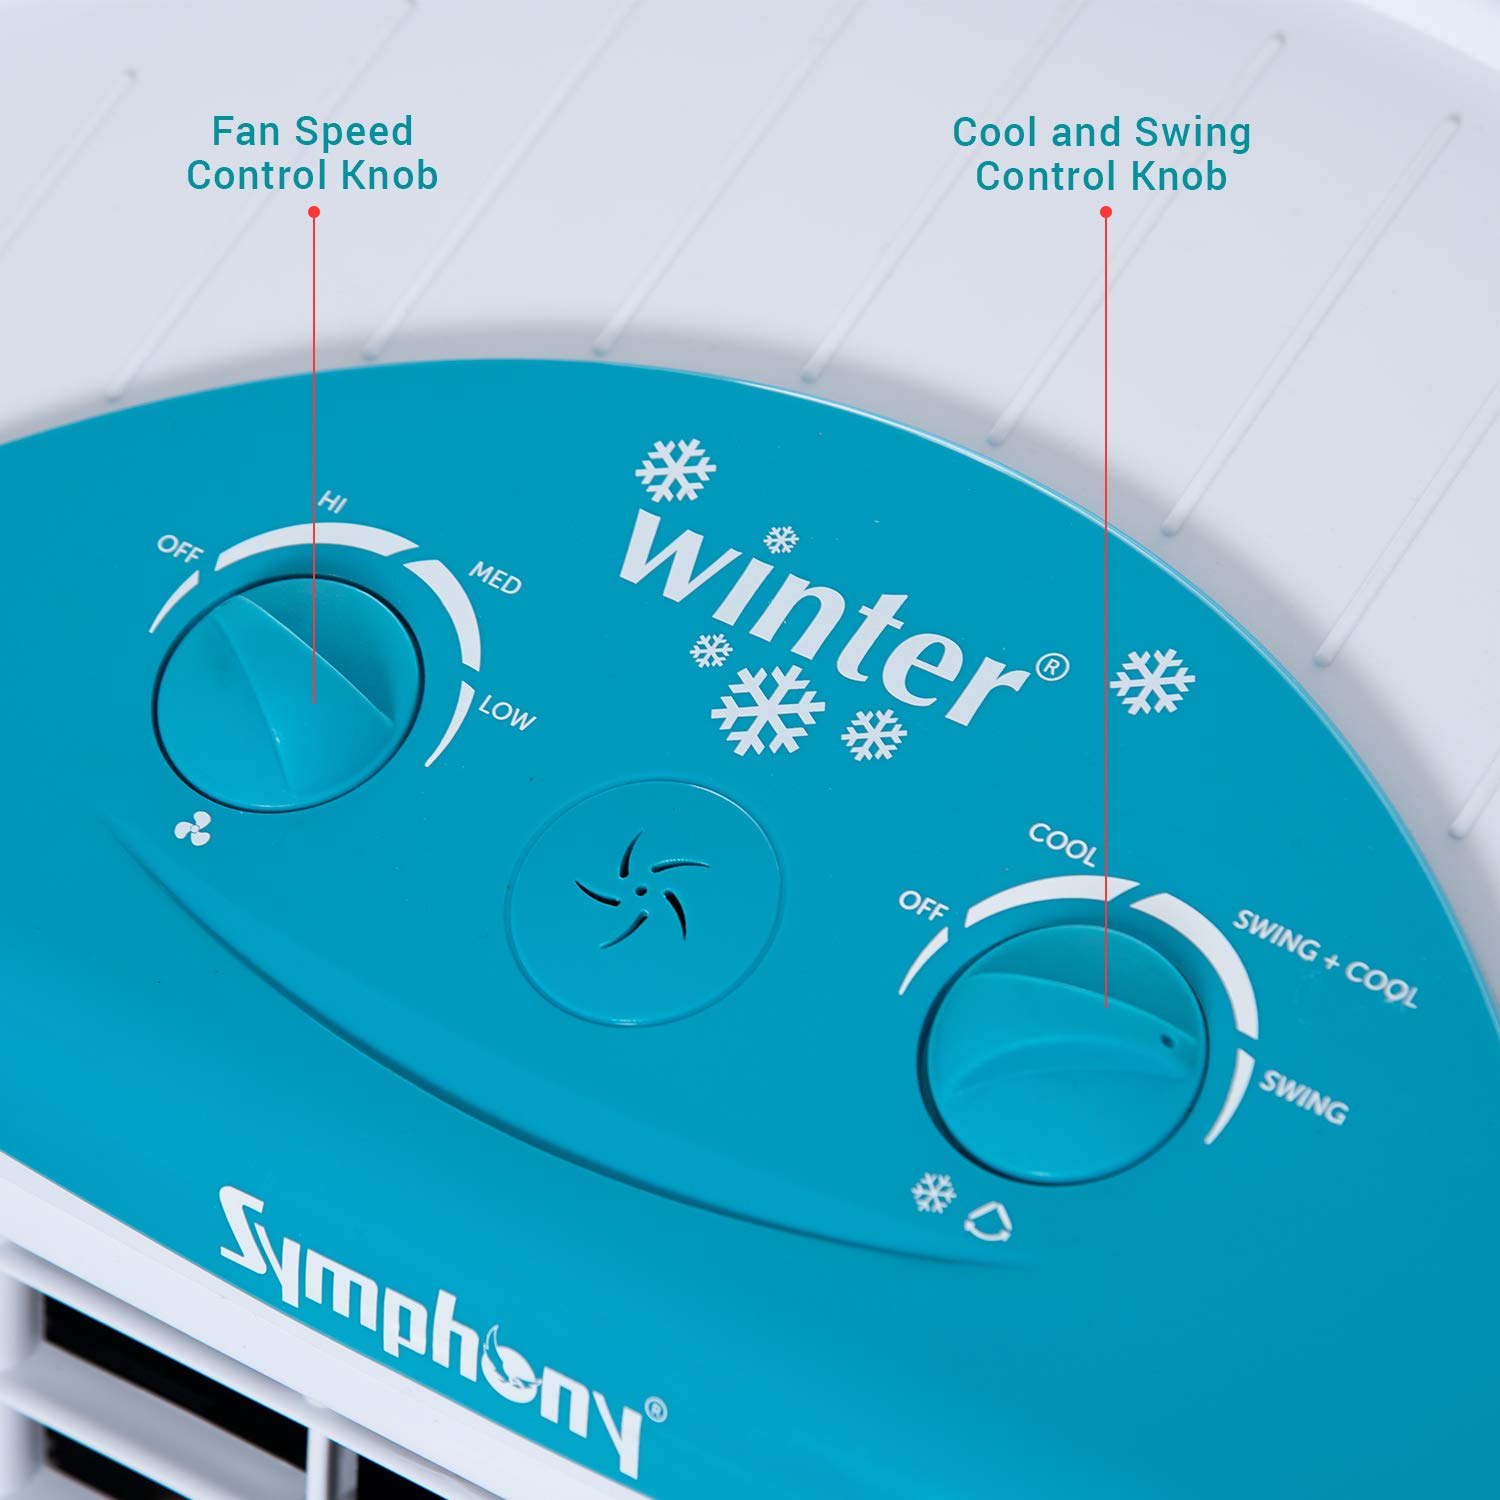 Fan Speed
Control Knob
Cool and Swing
Control Knob
OFF
HI
MED
LOW
winter®
OFF
COOL
SWING + COOL
SWING
Symphony®